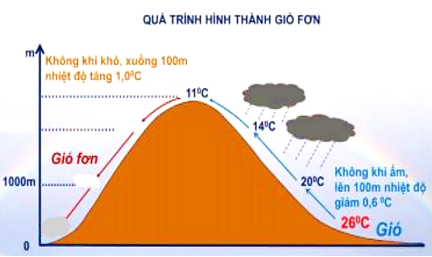 QUÁ TRÌNH HÌNH THÀNH GIÓ FƠN
m
Không khí khô, xuống 100m
nhiệt độ tăng 1,0⁰C
11⁰C
14⁰C
Gió fơn
Không khí ẩm,
lên 100m nhiệt độ
giảm 0,6 ⁰C
1000m
20⁰C
26⁰C
Gió
0